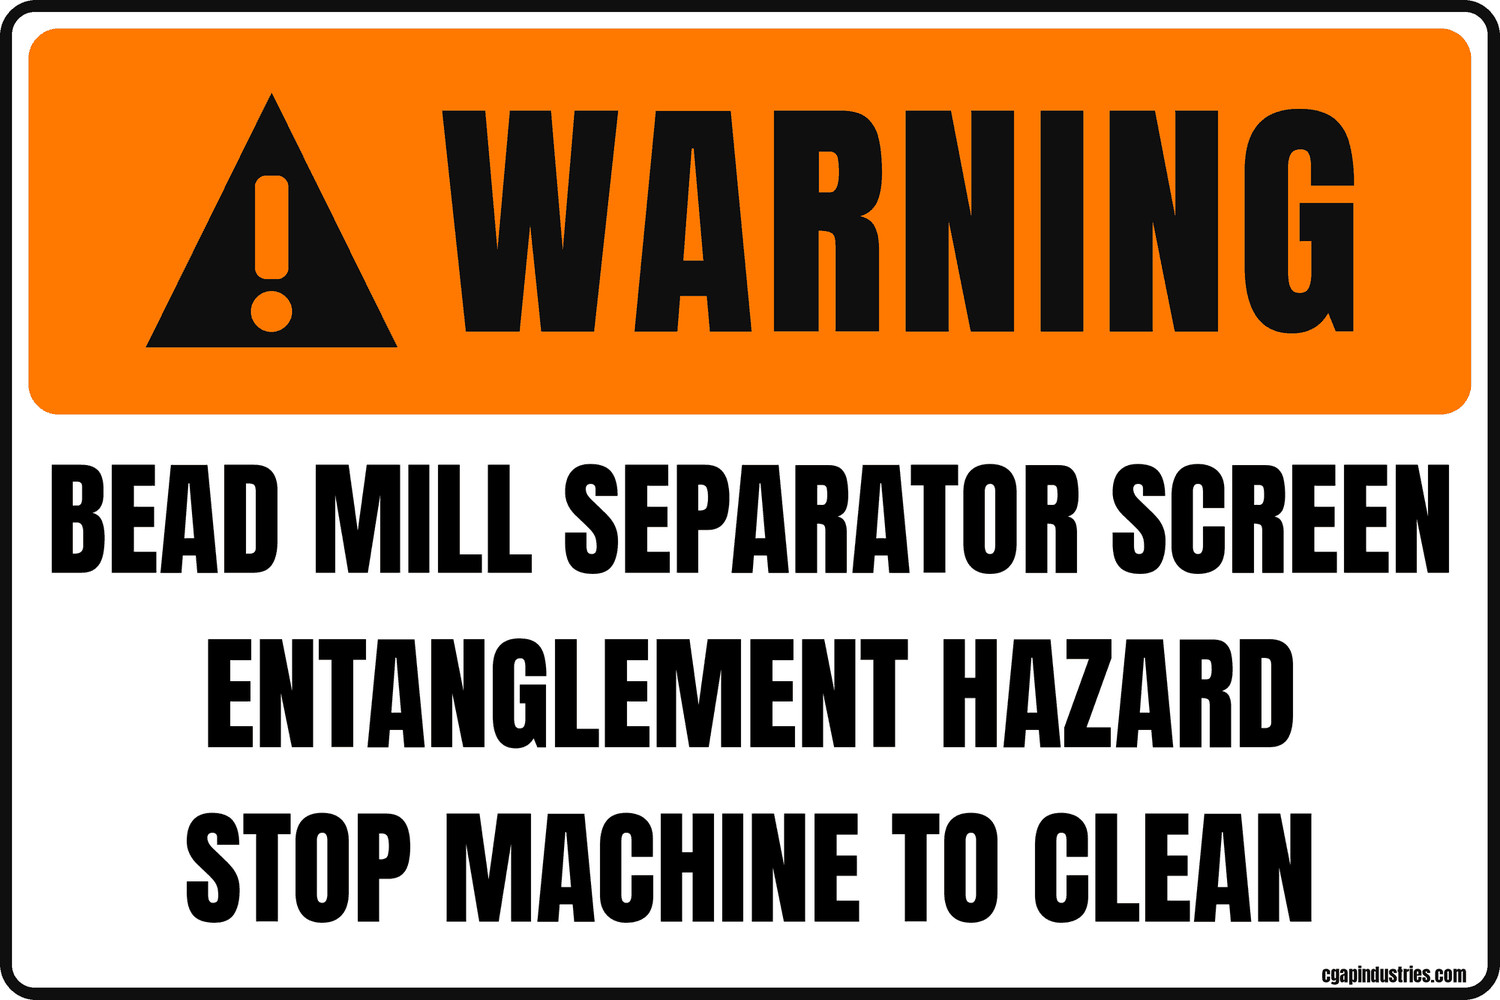 WARNING
BEAD MILL SEPARATOR SCREEN
ENTANGLEMENT HAZARD
STOP MACHINE TO CLEAN
cgapindustries.com